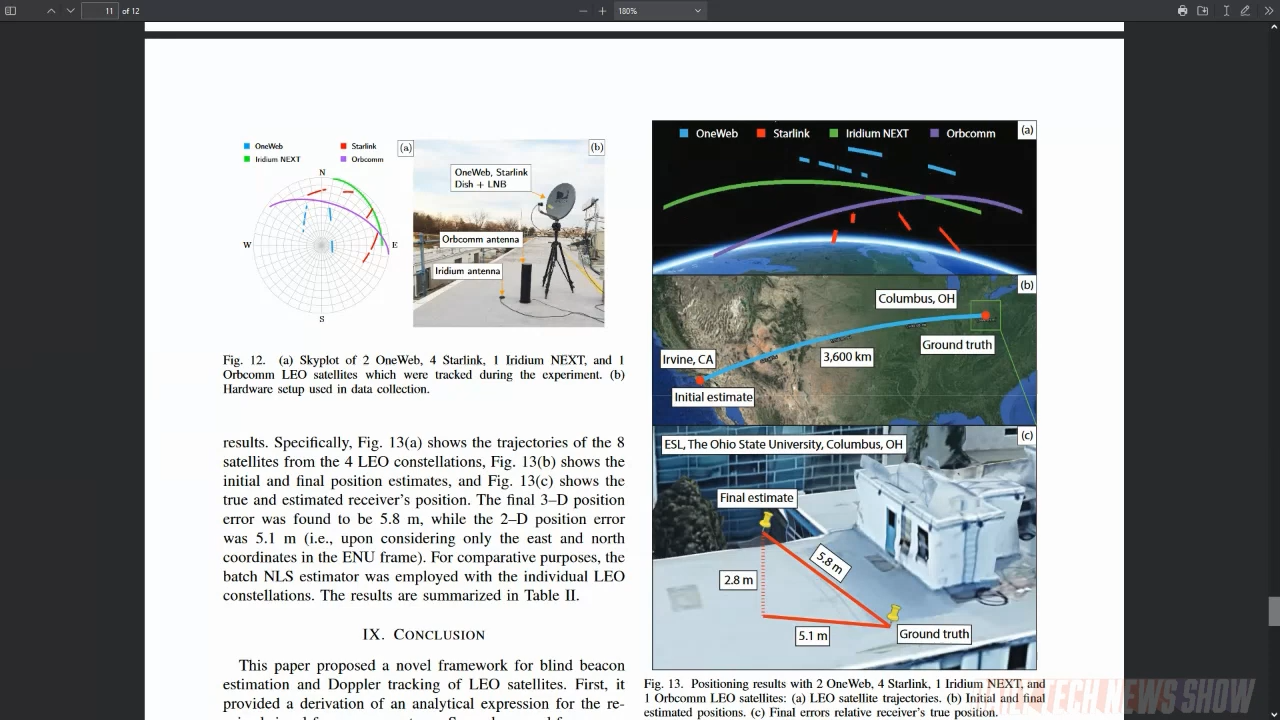 11 of 12
180%
OneWeb
Starlink
Iridium NEXT
Orbcomm
(a)
N
W
E
S
(b)
OneWeb, Starlink
Dish + LNB
Orbcomm antenna
Iridium antenna
Fig. 12. (a) Skyplot of 2 OneWeb, 4 Starlink, 1 Iridium NEXT, and 1
Orbcomm LEO satellites which were tracked during the experiment. (b)
Hardware setup used in data collection.
results. Specifically, Fig. 13(a) shows the trajectories of the 8
satellites from the 4 LEO constellations, Fig. 13(b) shows the
initial and final position estimates, and Fig. 13(c) shows the
true and estimated receiver's position. The final 3–D position
error was found to be 5.8 m, while the 2–D position error
was 5.1 m (i.e., upon considering only the east and north
coordinates in the ENU frame). For comparative purposes, the
batch NLS estimator was employed with the individual LEO
constellations. The results are summarized in Table II.
IX. CONCLUSION
This paper proposed a novel framework for blind beacon
estimation and Doppler tracking of LEO satellites. First, it
provided a derivation of an analytical expression for the re-
OneWeb Starlink Iridium NEXT Orbcomm
(a)
(b)
Columbus, OH
Ground truth
3,600 km
Irvine, CA
Initial estimate
(c)
ESL, The Ohio State University, Columbus, OH
Final estimate
5.8 m
2.8 m
5.1 m
Ground truth
Fig. 13. Positioning results with 2 OneWeb, 4 Starlink, 1 Iridium NEXT, and
1 Orbcomm LEO satellites: (a) LEO satellite trajectories. (b) Initial and final
estimated positions. (c) Final errors relative receiver's true position.
TECH NEWS SHOW